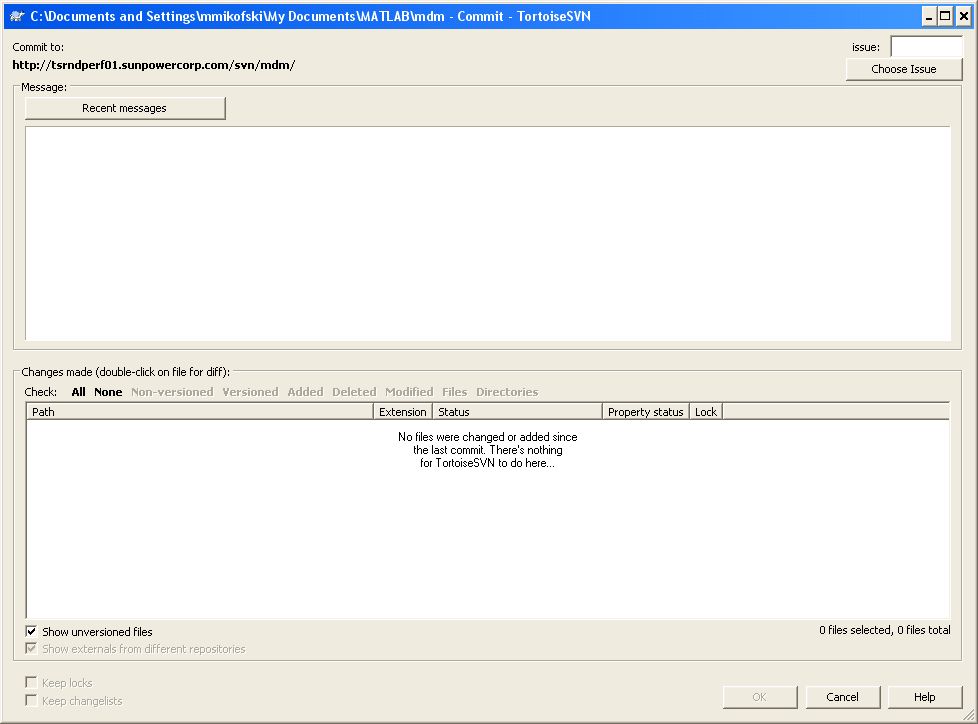 C:\Documents and Settings\mmikofski\My Documents\MATLAB\mdm - Commit - TortoiseSVN
Commit to:
issue:
http://tsrndperf01.sunpowercorp.com/svn/mdm/
Choose Issue
Message:
Recent messages
Changes made (double-click on file for diff):
Check: All None Non-versioned Versioned Added Deleted Modified Files Directories
Path Extension Status Property status Lock
No files were changed or added since
the last commit. There's nothing
for TortoiseSVN to do here...
Show unversioned files
0 files selected, 0 files total
Show externals from different repositories
Keep locks
Keep changelists
OK Cancel Help